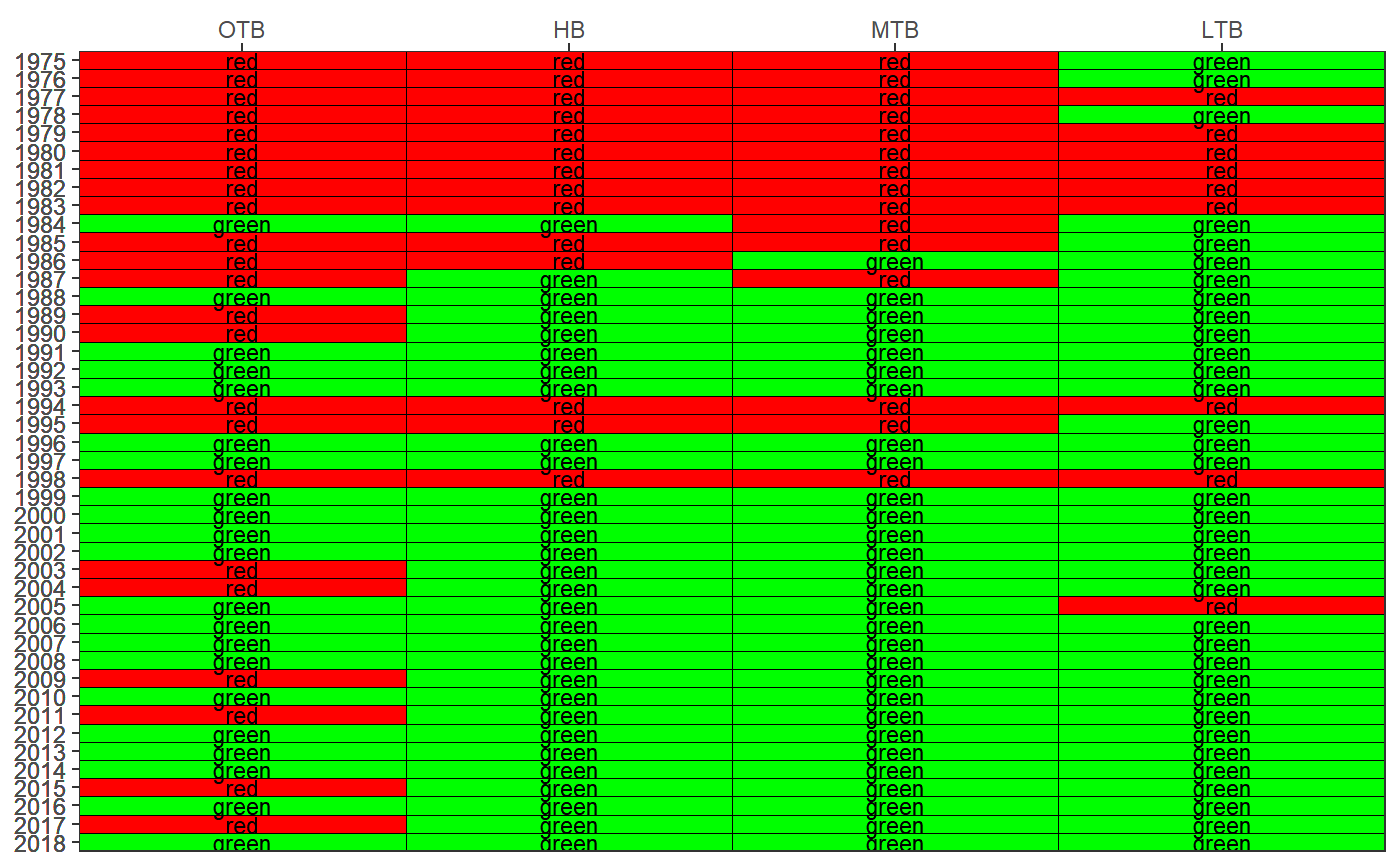 OTB HB MTB LTB
1975 red red red green
1976 red red red green
1977 red red red red
1978 red red red green
1979 red red red red
1980 red red red red
1981 red red red red
1982 red red red red
1983 red red red red
1984 green green red green
1985 red red red green
1986 red red green green
1987 red green red green
1988 green green green green
1989 red green green green
1990 red green green green
1991 green green green green
1992 green green green green
1993 green green green green
1994 red red red red
1995 red red red green
1996 green green green green
1997 green green green green
1998 red red red red
1999 green green green green
2000 green green green green
2001 green green green green
2002 green green green green
2003 red green green green
2004 red green green green
2005 green green green red
2006 green green green green
2007 green green green green
2008 green green green green
2009 red green green green
2010 green green green green
2011 red green green green
2012 green green green green
2013 green green green green
2014 green green green green
2015 red green green green
2016 green green green green
2017 red green green green
2018 green green green green